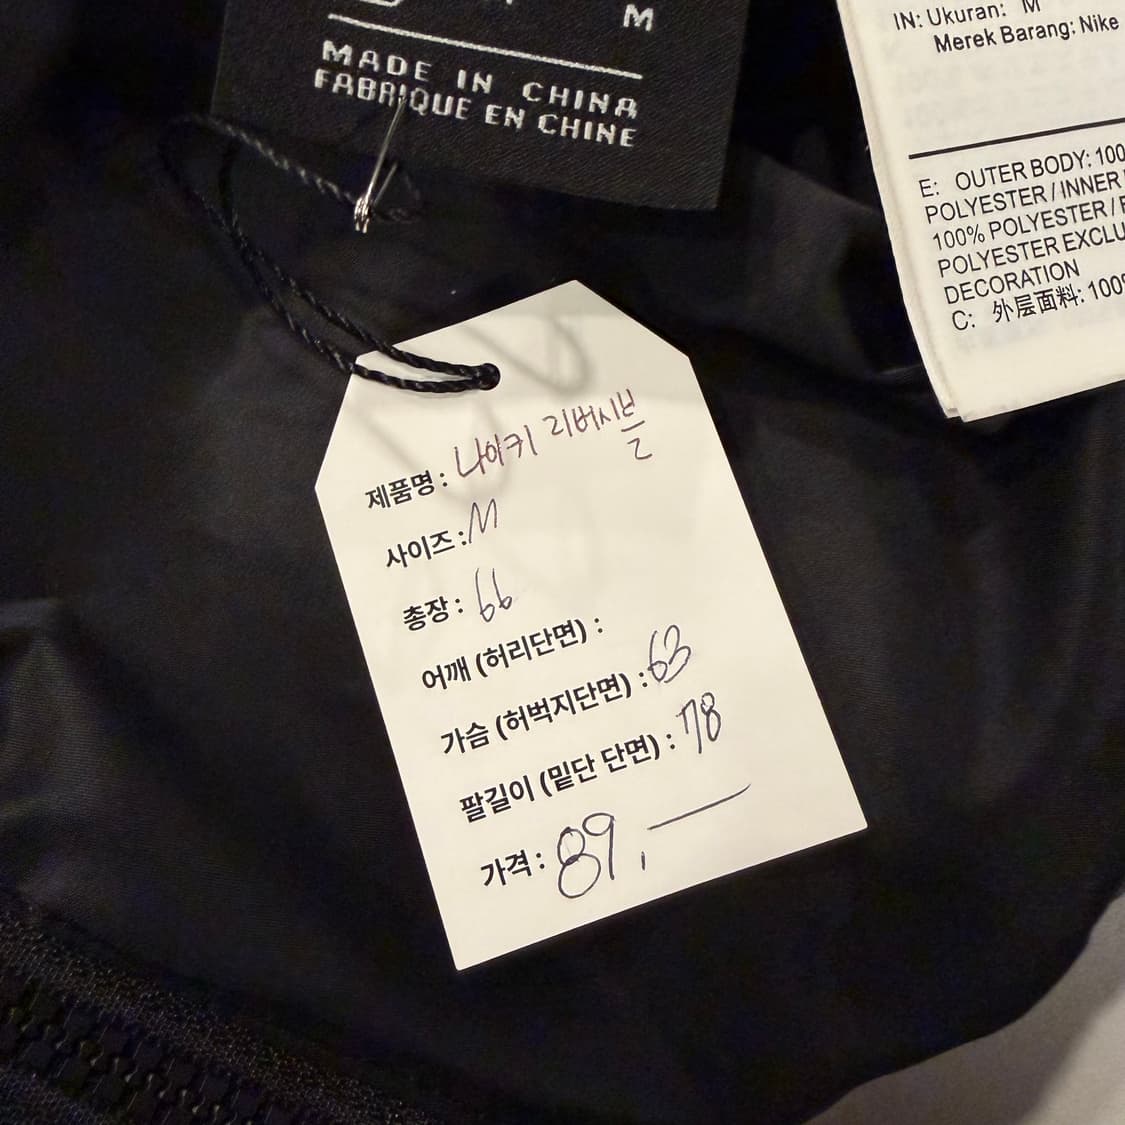 M
MADE IN CHINA
FABRIQUE EN CHINE
IN: Ukuran: M
Merek Barang: Nike
E: OUTER BODY: 100
POLYESTER / INNER
100% POLYESTER /
POLYESTER EXCLU
DECORATION
C: 外层面料: 100
제품명 : 나이키 리버시블
사이즈 : M
총장 : 66
어깨 (허리단면) :
가슴 (허벅지단면) : 63
팔길이 (밑단 단면) : 78
가격 : 89,—